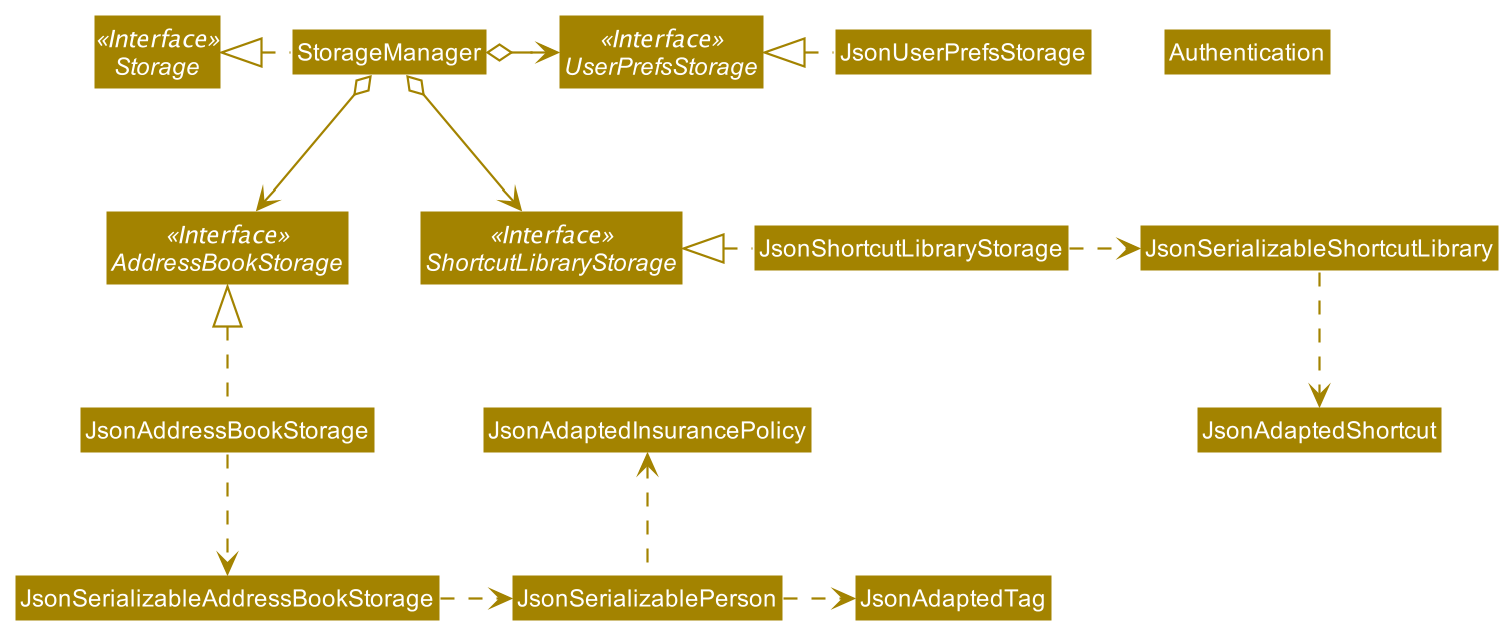 «Interface»
Storage
StorageManager
«Interface»
UserPrefsStorage
JsonUserPrefsStorage
Authentication
«Interface»
AddressBookStorage
«Interface»
ShortcutLibraryStorage
JsonShortcutLibraryStorage
JsonSerializableShortcutLibrary
JsonAddressBookStorage
JsonAdaptedInsurancePolicy
JsonAdaptedShortcut
JsonSerializableAddressBookStorage
JsonSerializablePerson
JsonAdaptedTag